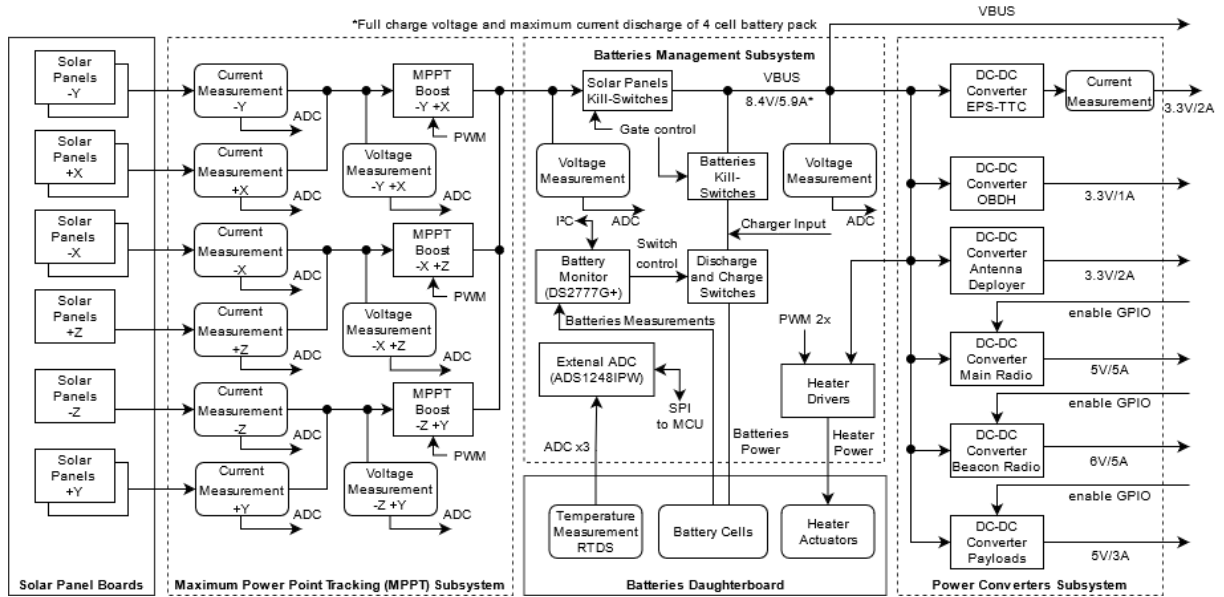 *Full charge voltage and maximum current discharge of 4 cell battery pack
VBUS
Solar
Panels
-Y
Solar
Panels
+X
Solar
Panels
-X
Solar
Panels
+Z
Solar
Panels
-Z
Solar
Panels
+Y
Solar Panel Boards
Current
Measurement
-Y
ADC
Current
Measurement
+X
ADC
Current
Measurement
-X
ADC
Current
Measurement
+Z
ADC
Current
Measurement
-Z
ADC
Current
Measurement
+Y
ADC
MPPT
Boost
-Y +X
PWM
Voltage
Measurement
-Y +X
ADC
MPPT
Boost
-X +Z
PWM
Voltage
Measurement
-X +Z
ADC
MPPT
Boost
-Z +Y
PWM
Voltage
Measurement
-Z +Y
ADC
Maximum Power Point Tracking (MPPT) Subsystem
Batteries Management Subsystem
Solar Panels
Kill-Switches
VBUS
8.4V/5.9A*
Gate control
Voltage
Measurement
ADC
Batteries
Kill-
Switches
Voltage
Measurement
ADC
I²C
Charger Input
Battery
Monitor
(DS2777G+)
Switch
control
Discharge
and Charge
Switches
Batteries Measurements
PWM 2x
Extenal ADC
(ADS1248IPW)
SPI
to MCU
Heater
Drivers
ADC x3
Batteries
Power
Heater
Power
Temperature
Measurement
RTDS
Battery Cells
Heater
Actuators
Batteries Daughterboard
DC-DC
Converter
EPS-TTC
Current
Measurement
3.3V/2A
DC-DC
Converter
OBDH
3.3V/1A
DC-DC
Converter
Antenna
Deployer
3.3V/2A
enable GPIO
DC-DC
Converter
Main Radio
5V/5A
enable GPIO
DC-DC
Converter
Beacon Radio
6V/5A
enable GPIO
DC-DC
Converter
Payloads
5V/3A
Power Converters Subsystem